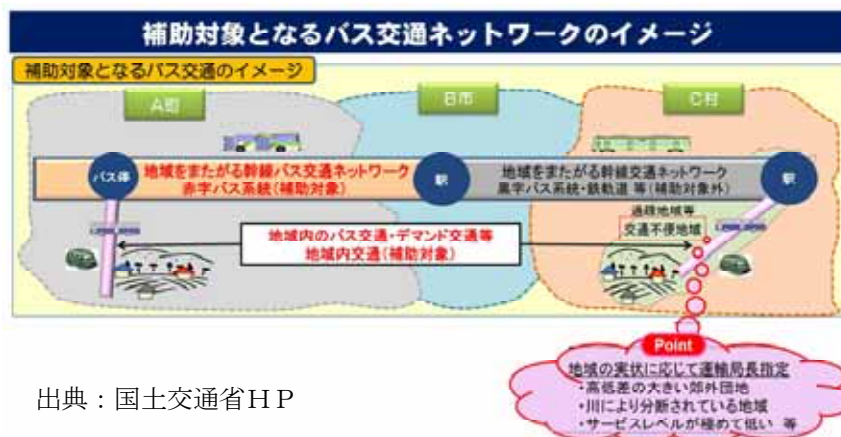 補助対象となるバス交通ネットワークのイメージ
補助対象となるバス交通のイメージ
A町
B市
C村
バス停
地域をまたがる幹線バス交通ネットワーク
赤字バス系統(補助対象)
駅
地域をまたがる幹線交通ネットワーク
黒字バス系統・鉄軌道 等(補助対象外)
駅
過疎地域等
交通不便地域
地域内のバス交通・デマンド交通等
地域内交通(補助対象)
Point
地域の実状に応じて運輸局長指定
・高低差の大きい郊外団地
・川により分断されている地域
・サービスレベルが極めて低い 等
出典：国土交通省ＨＰ